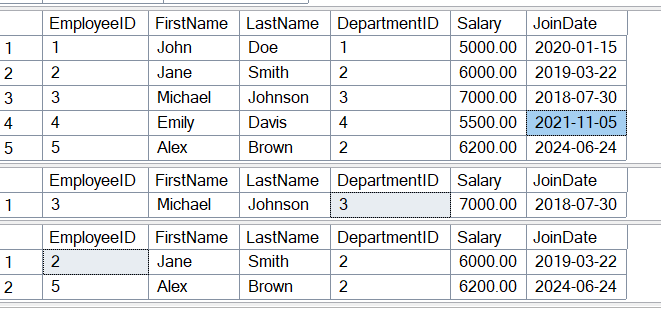 EmployeeID FirstName LastName DepartmentID Salary JoinDate
1 1 John Doe 1 5000.00 2020-01-15
2 2 Jane Smith 2 6000.00 2019-03-22
3 3 Michael Johnson 3 7000.00 2018-07-30
4 4 Emily Davis 4 5500.00 2021-11-05
5 5 Alex Brown 2 6200.00 2024-06-24
EmployeeID FirstName LastName DepartmentID Salary JoinDate
1 3 Michael Johnson 3 7000.00 2018-07-30
EmployeeID FirstName LastName DepartmentID Salary JoinDate
1 2 Jane Smith 2 6000.00 2019-03-22
2 5 Alex Brown 2 6200.00 2024-06-24